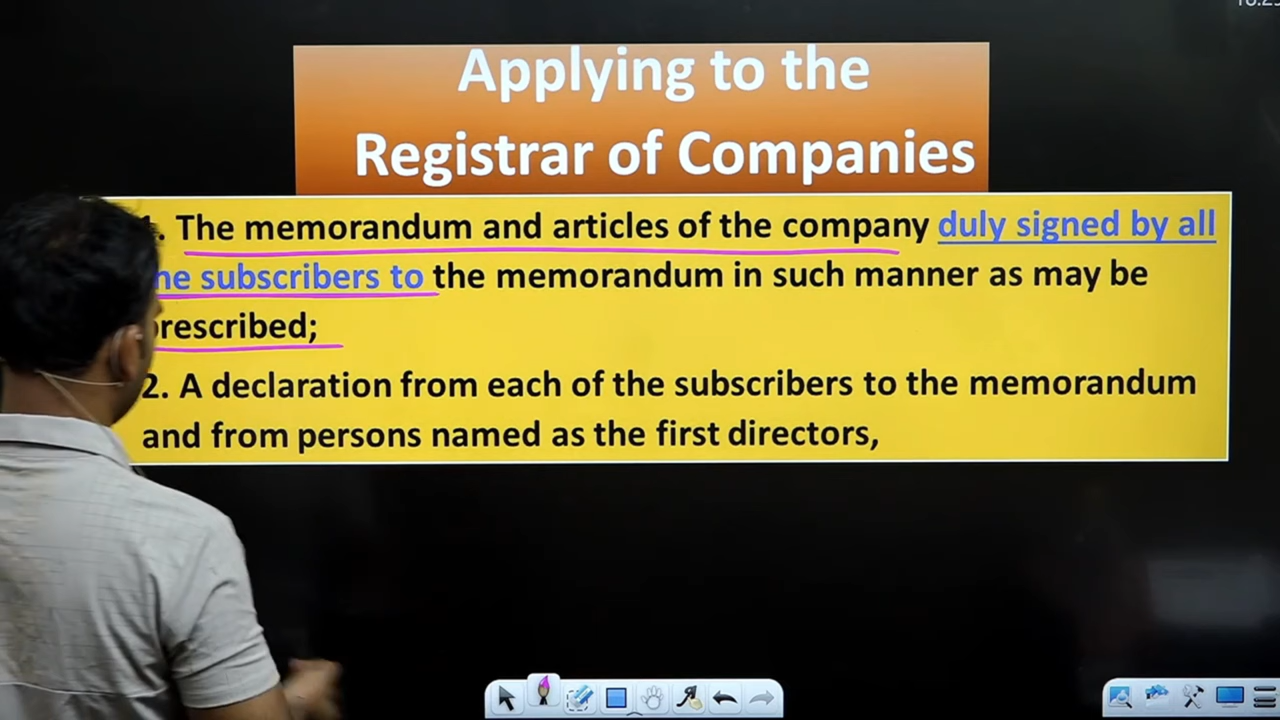 Applying to the
Registrar of Companies
. The memorandum and articles of the company duly signed by all
he subscribers to the memorandum in such manner as may be
rescribed;
2. A declaration from each of the subscribers to the memorandum
and from persons named as the first directors,